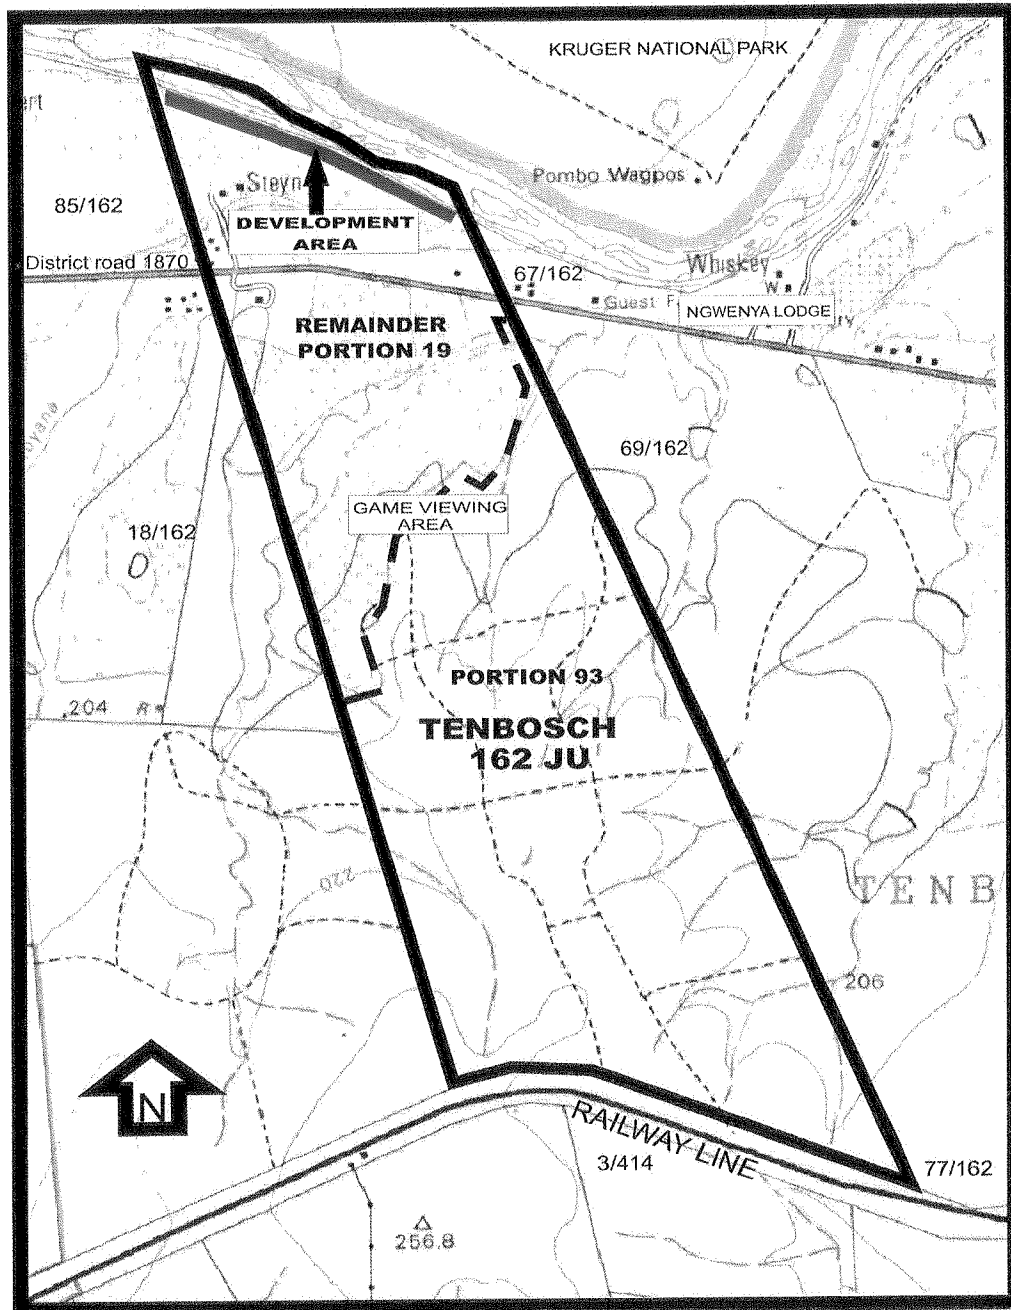 KRUGER NATIONAL PARK
Pombo Wagpos
Steyn
85/162
DEVELOPMENT
AREA
District road 1870
67/162
Whiskey
W
Guest F
NGWENYA LODGE
REMAINDER
PORTION 19
69/162
GAME VIEWING
AREA
18/162
PORTION 93
204
R
TENBOSCH
162 JU
220
TENB
206
N
RAILWAY LINE
3/414
77/162
256.8